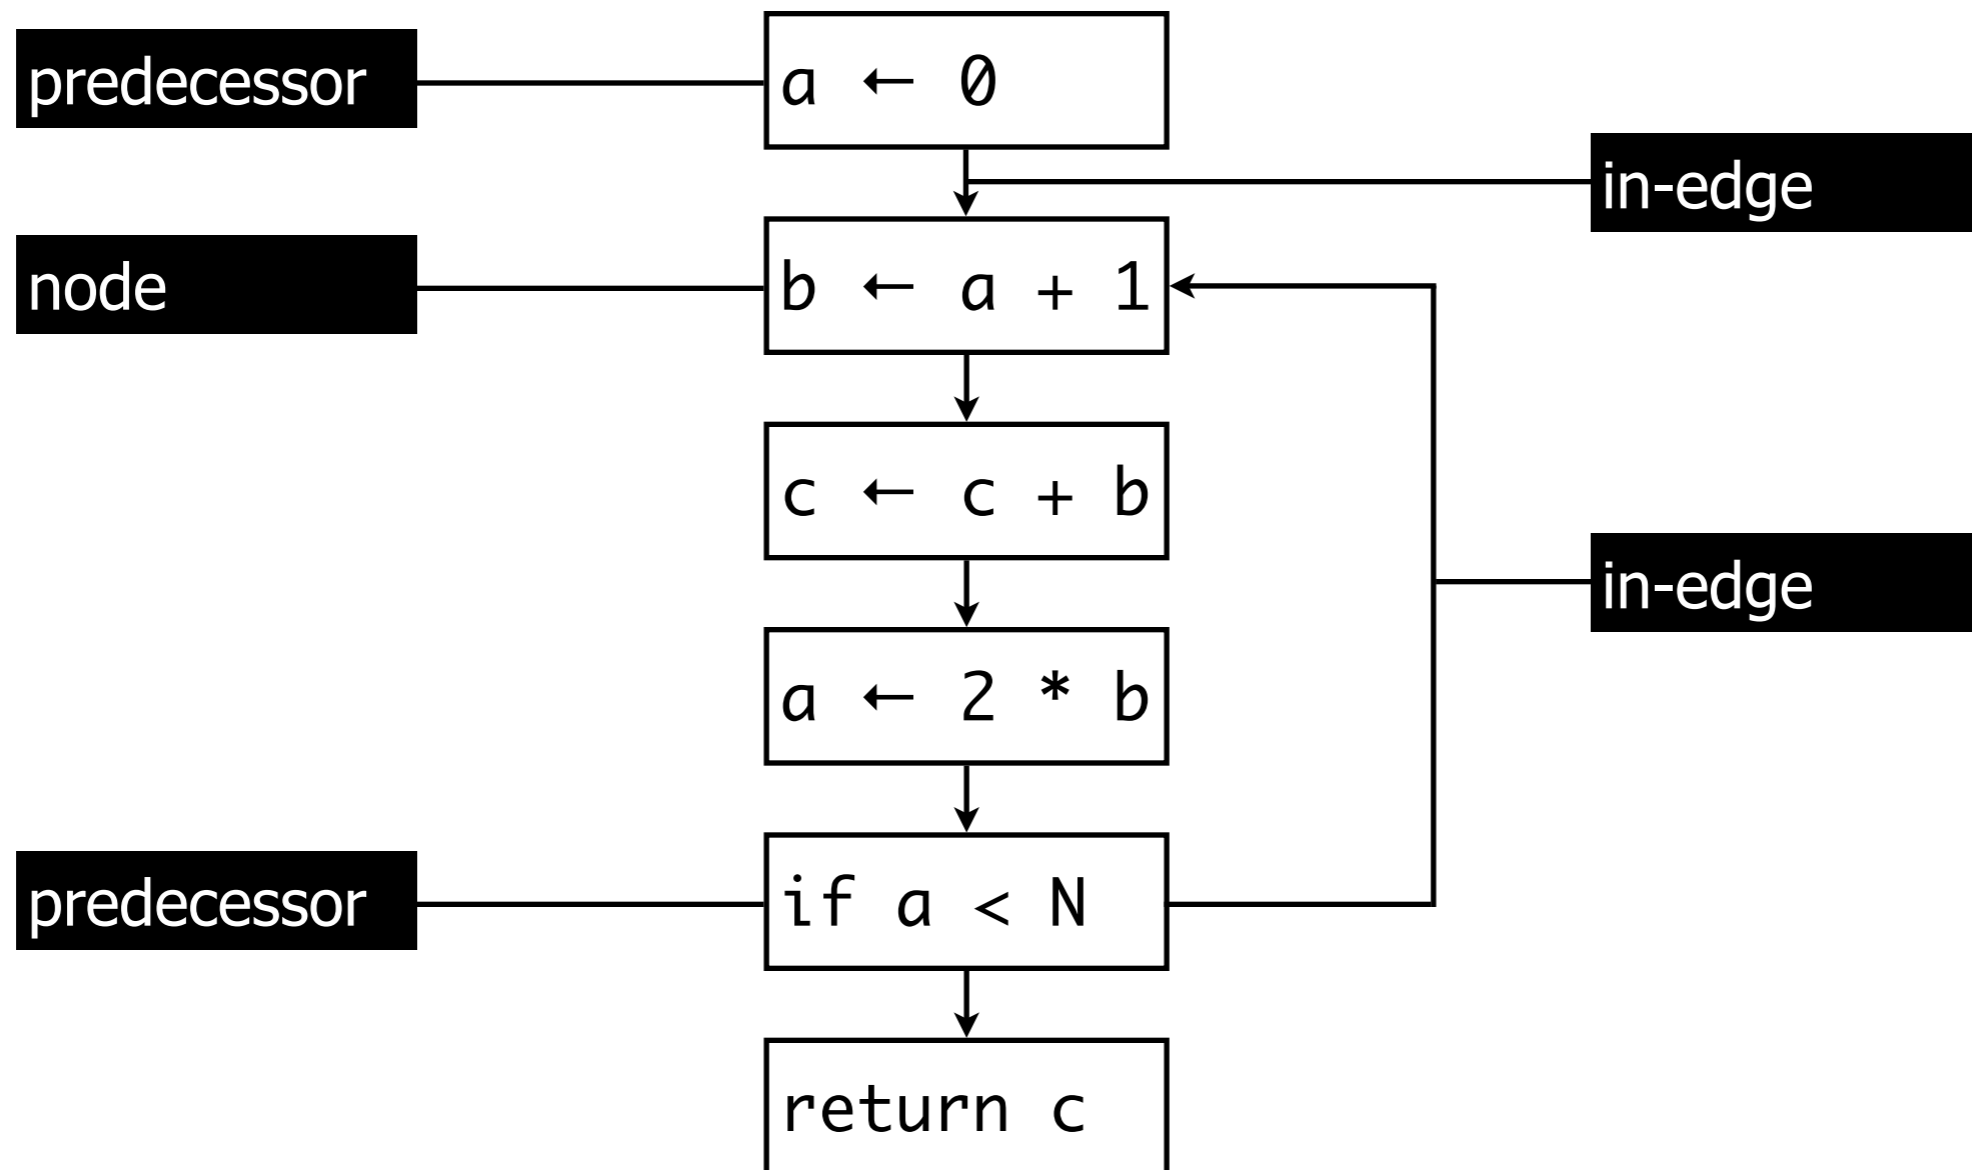 predecessor
a ← 0
in-edge
node
b ← a + 1
c ← c + b
in-edge
a ← 2 * b
predecessor
if a < N
return c